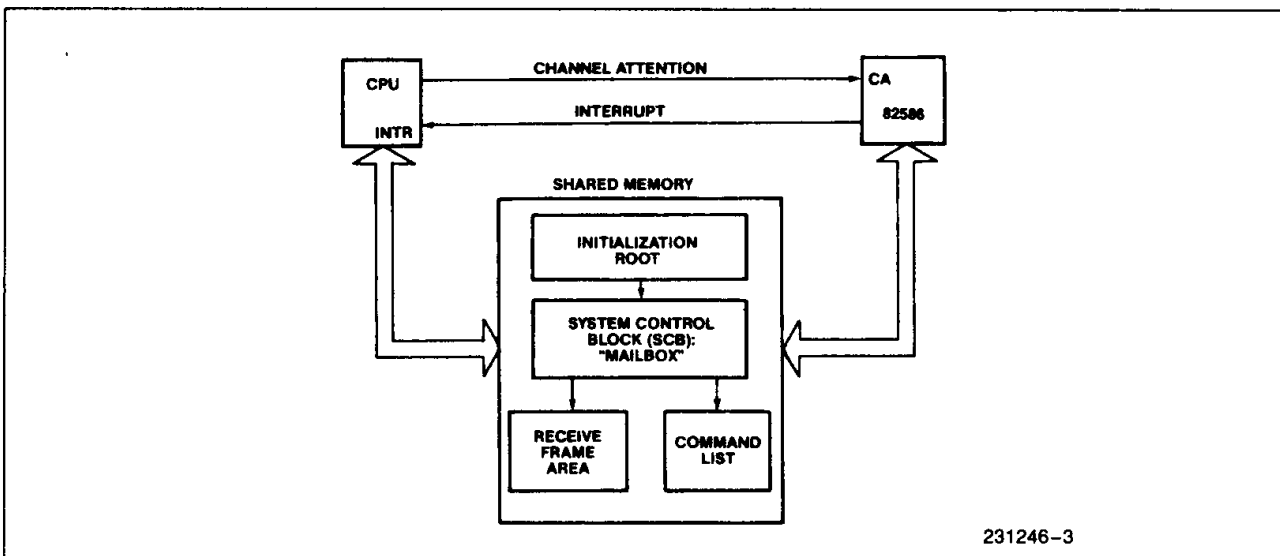 CHANNEL ATTENTION
CPU
CA
INTERRUPT
82586
INTR
SHARED MEMORY
INITIALIZATION
ROOT
SYSTEM CONTROL
BLOCK (SCB):
"MAILBOX"
RECEIVE
FRAME
AREA
COMMAND
LIST
231246-3